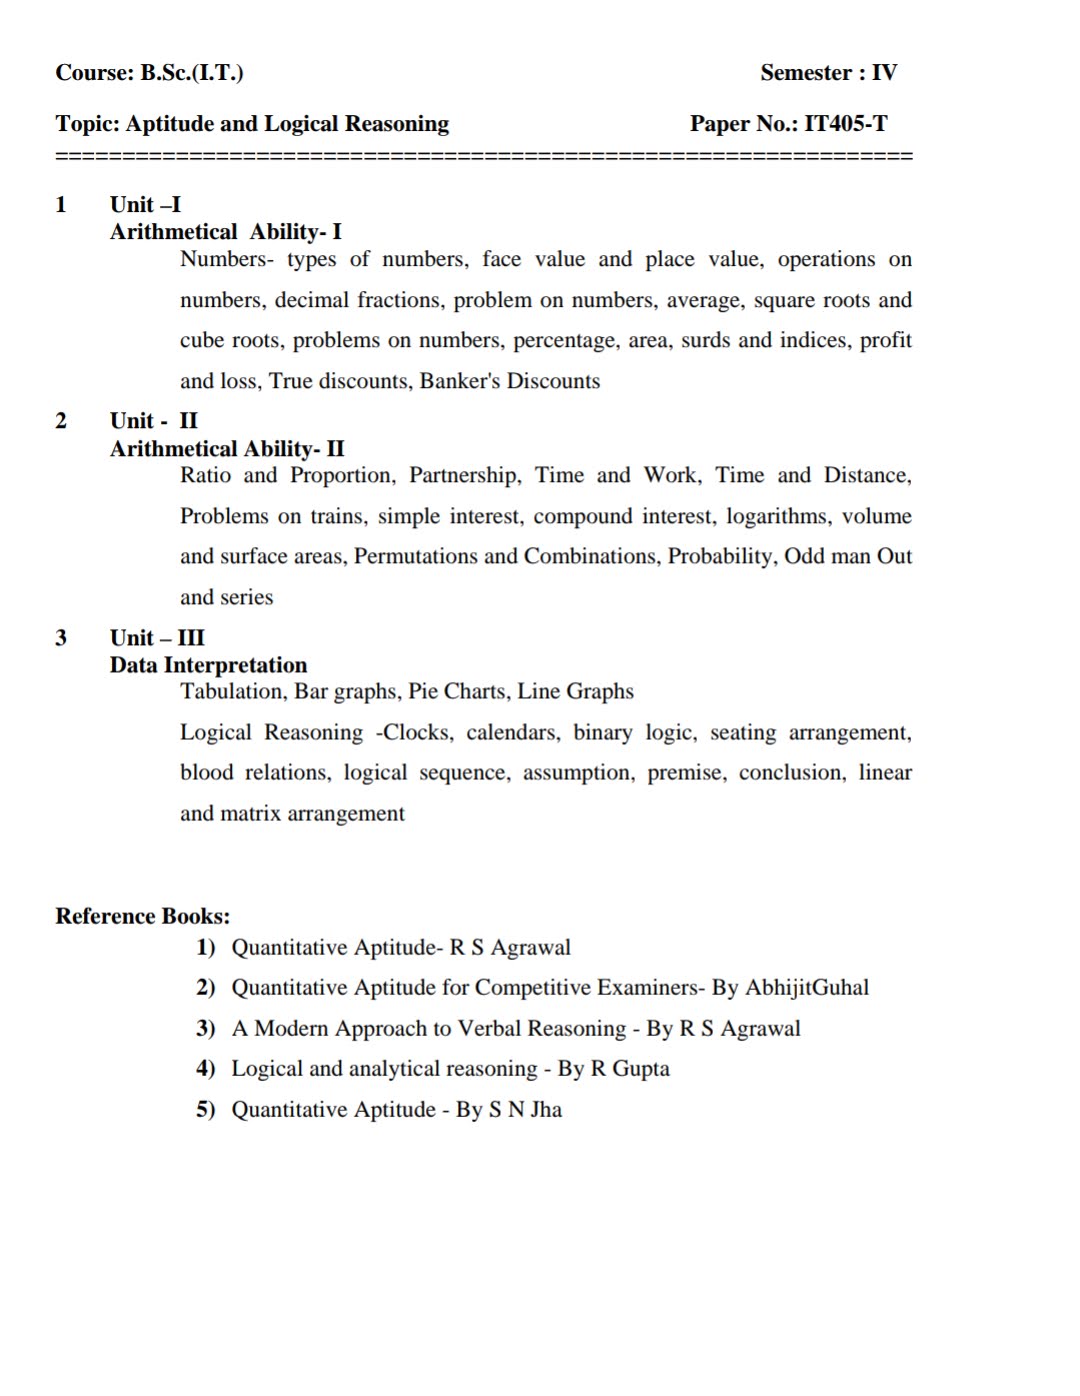 Course: B.Sc.(I.T.) Semester : IV
Topic: Aptitude and Logical Reasoning Paper No.: IT405-T
================================================================
1 Unit –I
Arithmetical Ability- I
Numbers- types of numbers, face value and place value, operations on
numbers, decimal fractions, problem on numbers, average, square roots and
cube roots, problems on numbers, percentage, area, surds and indices, profit
and loss, True discounts, Banker's Discounts
2 Unit - II
Arithmetical Ability- II
Ratio and Proportion, Partnership, Time and Work, Time and Distance,
Problems on trains, simple interest, compound interest, logarithms, volume
and surface areas, Permutations and Combinations, Probability, Odd man Out
and series
3 Unit – III
Data Interpretation
Tabulation, Bar graphs, Pie Charts, Line Graphs
Logical Reasoning -Clocks, calendars, binary logic, seating arrangement,
blood relations, logical sequence, assumption, premise, conclusion, linear
and matrix arrangement
Reference Books:
1) Quantitative Aptitude- R S Agrawal
2) Quantitative Aptitude for Competitive Examiners- By AbhijitGuhal
3) A Modern Approach to Verbal Reasoning - By R S Agrawal
4) Logical and analytical reasoning - By R Gupta
5) Quantitative Aptitude - By S N Jha